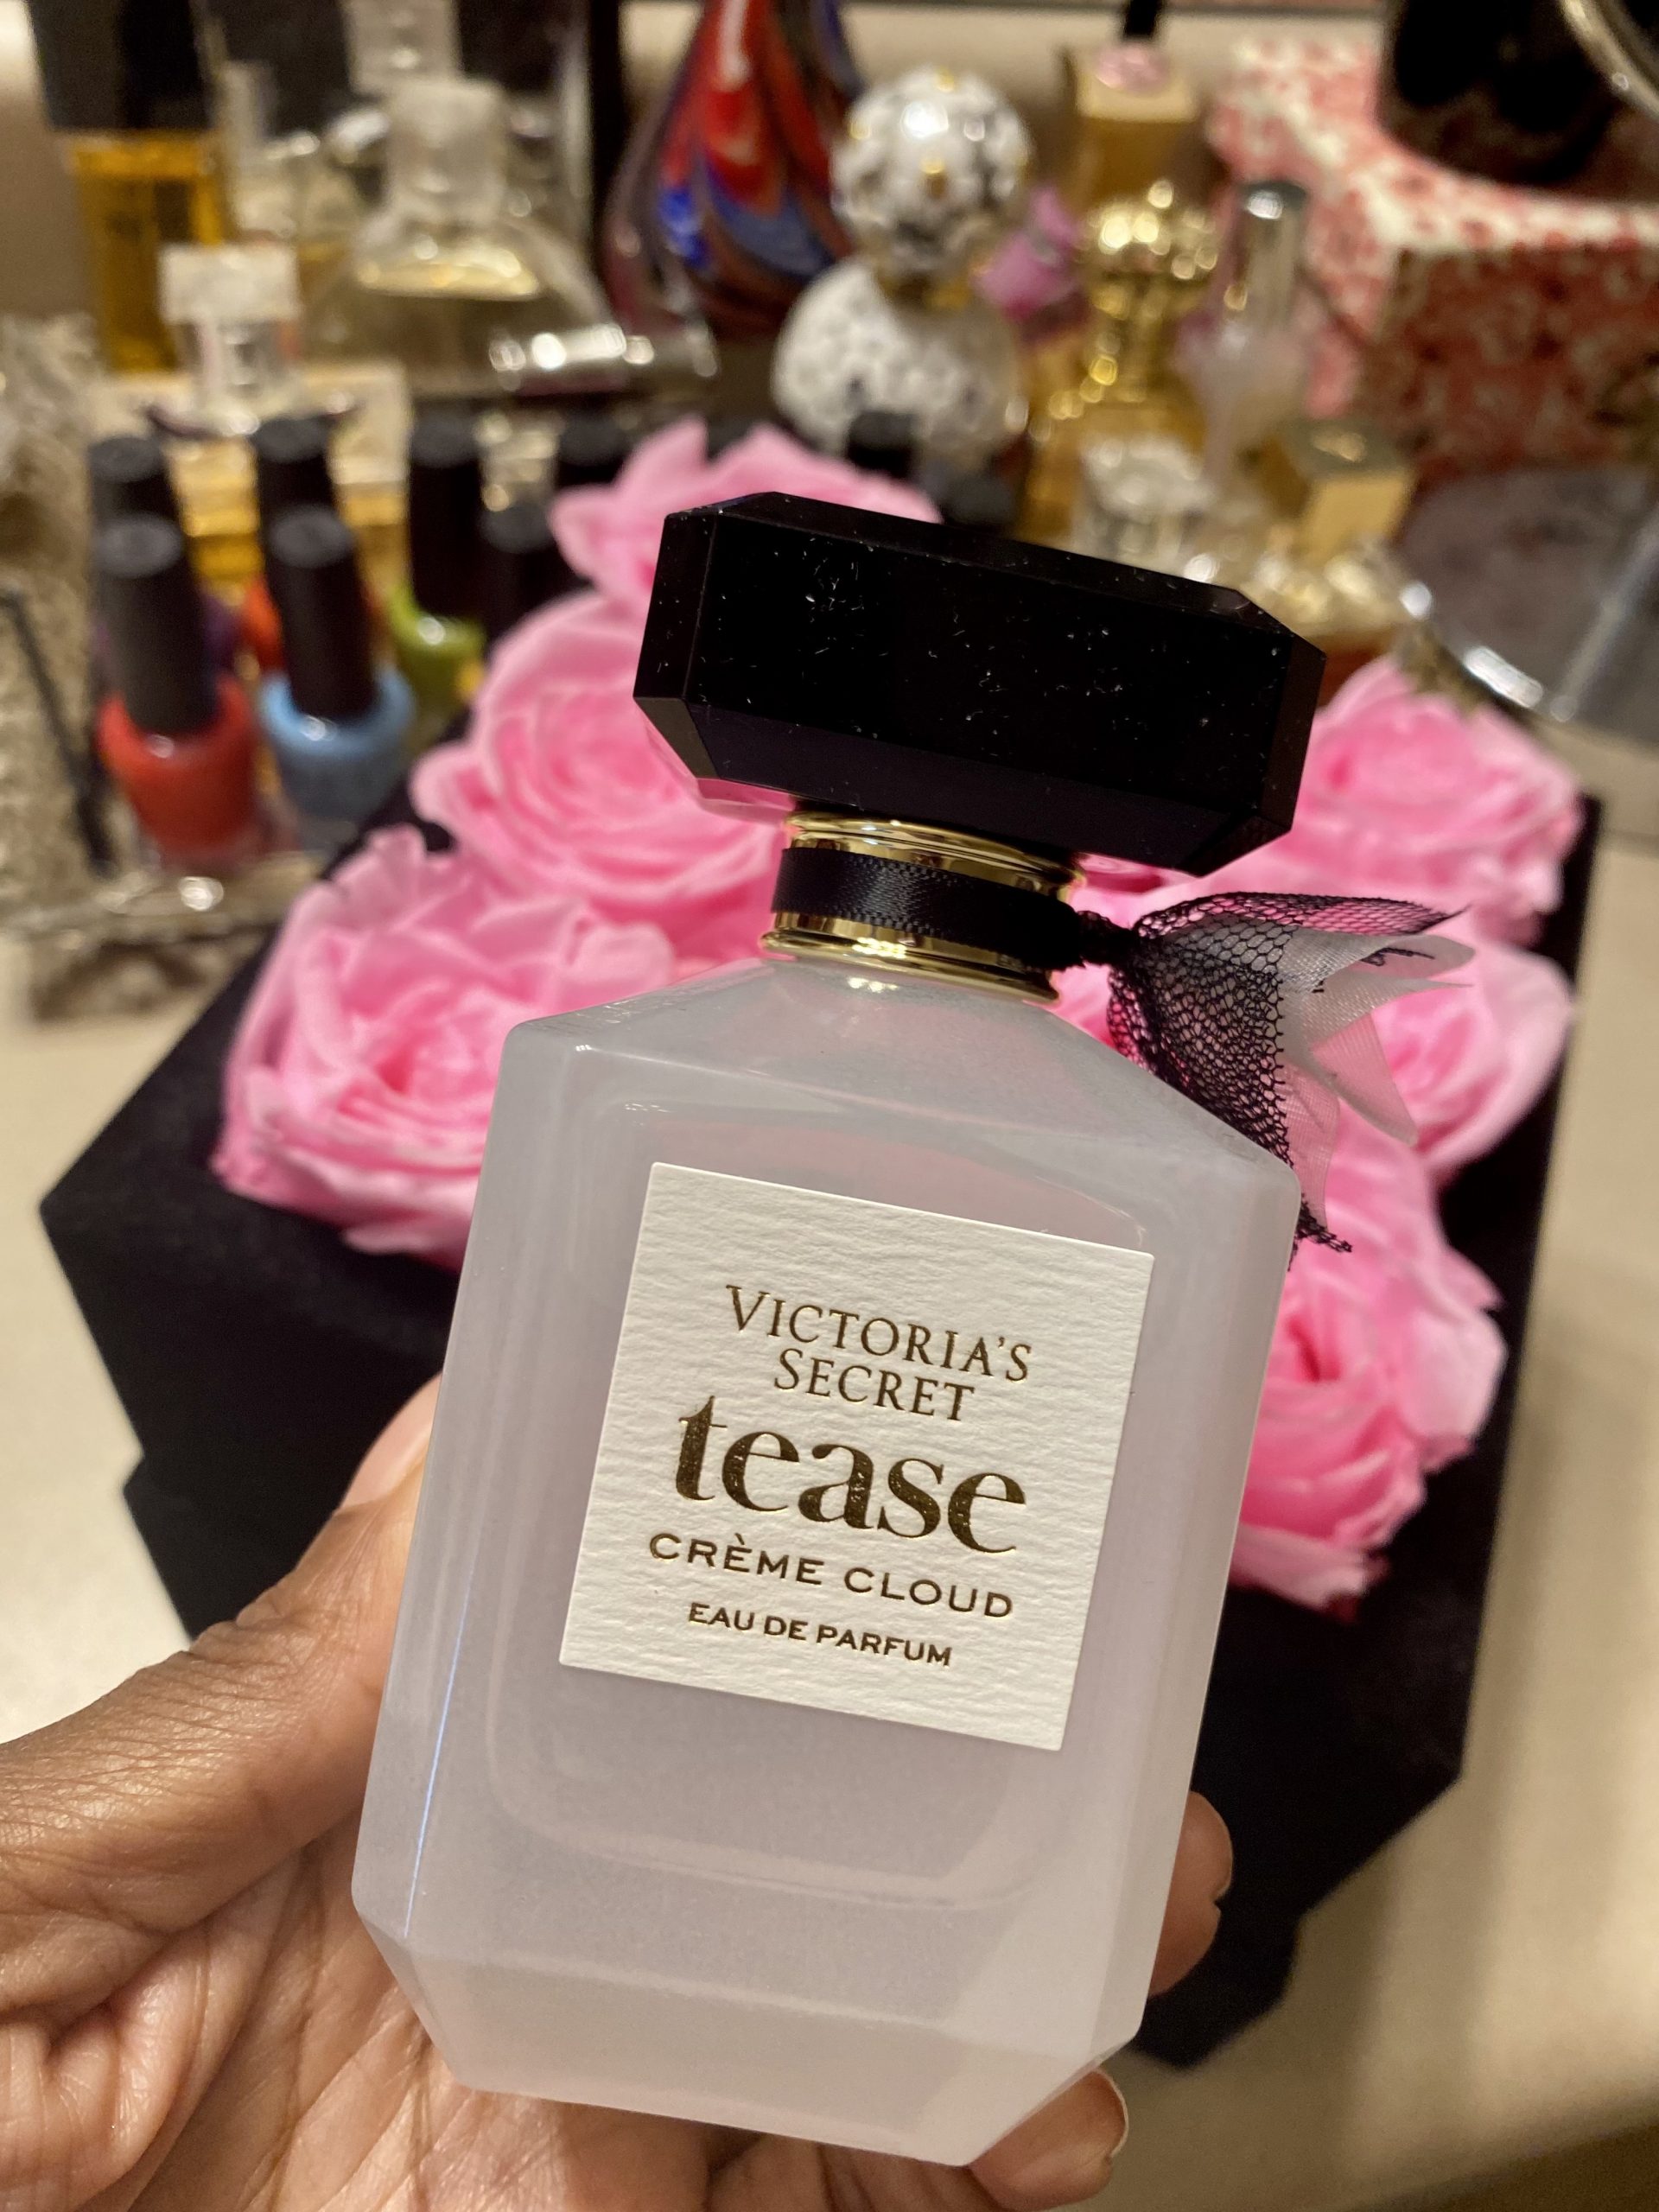 VICTORIA'S
SECRET
tease
CRÈME CLOUD
EAU DE PARFUM